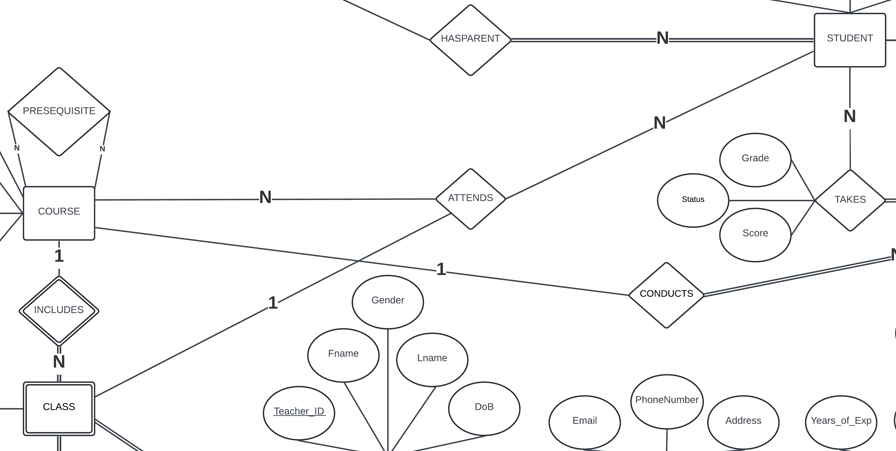 HASPARENT
N
STUDENT
PRESEQUISITE
N
N
N
N
Grade
COURSE
N
ATTENDS
Status
TAKES
Score
1
1
CONDUCTS
INCLUDES
1
Gender
N
Fname
Lname
CLASS
Teacher_ID
DoB
Email
PhoneNumber
Address
Years_of_Exp